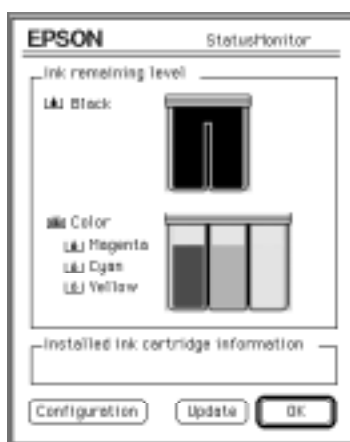 EPSON StatusMonitor
Ink remaining level
Black
Color
Magenta
Cyan
Yellow
Installed ink cartridge information
Configuration Update OK